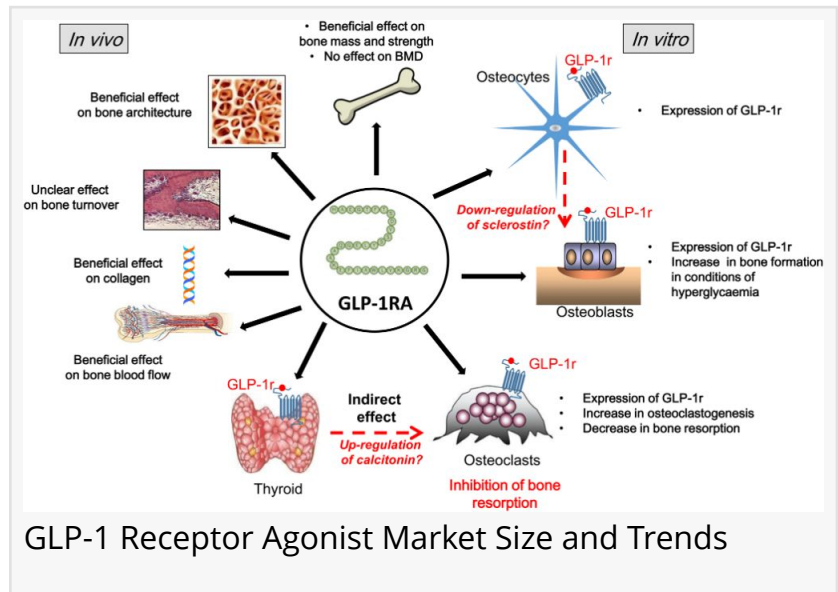 In vivo
• Beneficial effect on
bone mass and strength
• No effect on BMD
In vitro
Beneficial effect
on bone architecture
Osteocytes
GLP-1r
• Expression of GLP-1r
Unclear effect
on bone turnover
Down-regulation
of sclerostin?
GLP-1r
• Expression of GLP-1r
• Increase in bone formation
in conditions of
hyperglycaemia
Osteoblasts
Beneficial effect
on collagen
GLP-1RA
Beneficial effect
on bone blood flow
GLP-1r
Thyroid
Indirect
effect
Up-regulation
of calcitonin?
GLP-1r
• Expression of GLP-1r
• Increase in osteoclastogenesis
• Decrease in bone resorption
Osteoclasts
Inhibition of bone
resorption
GLP-1 Receptor Agonist Market Size and Trends